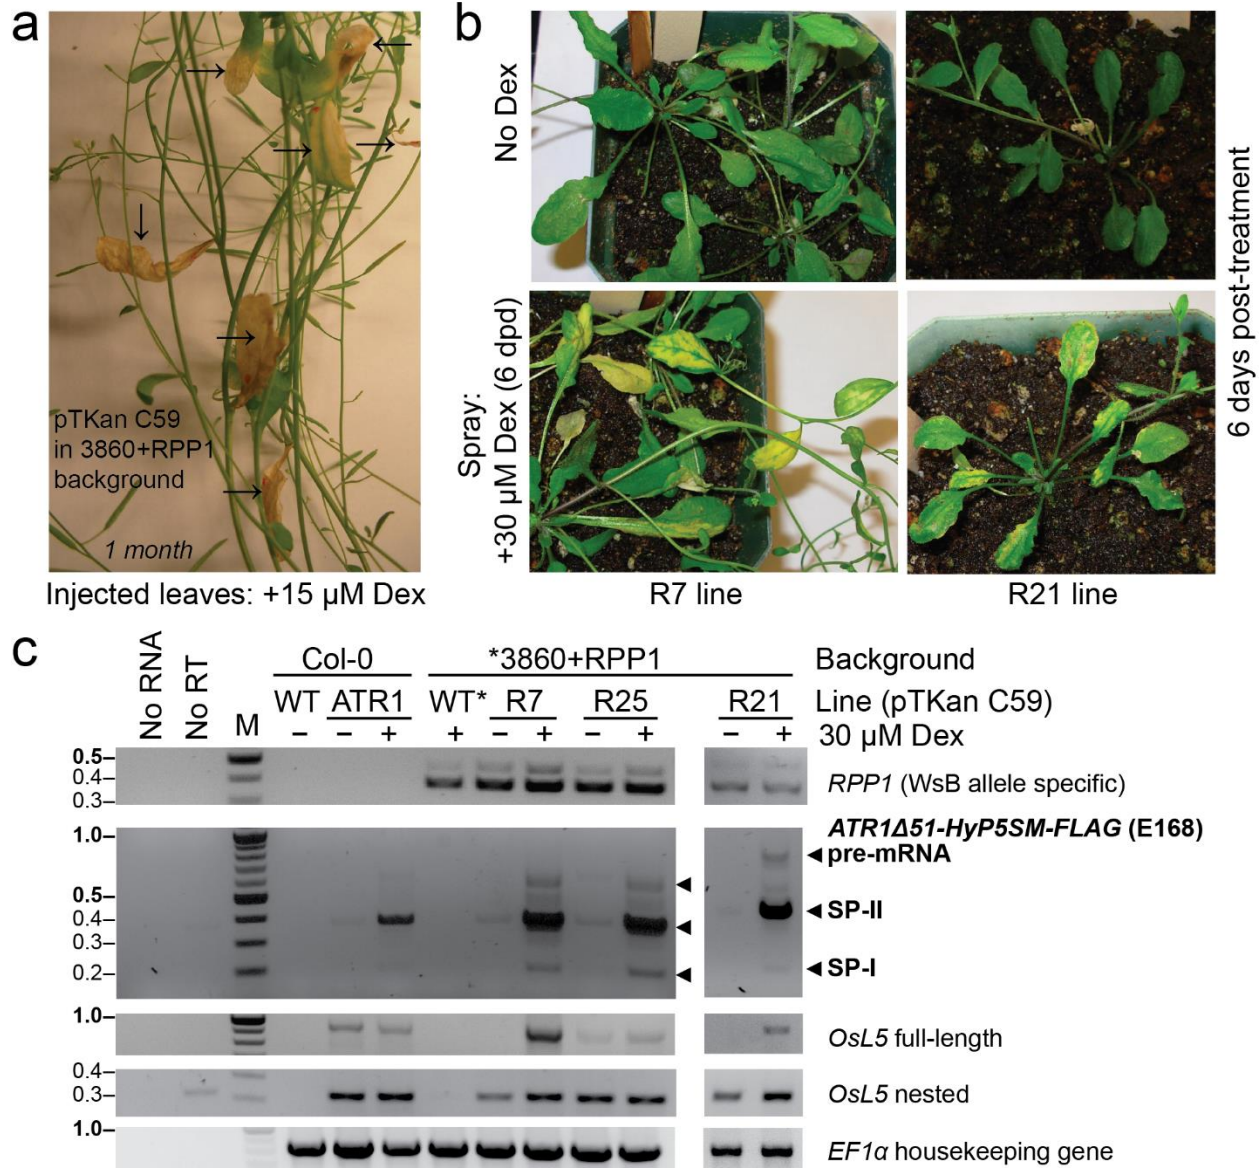 a
pTKan C59
in 3860+RPP1
background
1 month
Injected leaves: +15 µM Dex
b
No Dex
Spray:
+30 µM Dex (6 dpd)
6 days post-treatment
R7 line
R21 line
c
No RNA
No RT
M
Col-0
*3860+RPP1
Background
WT
ATR1
WT*
R7
R25
R21
Line (pTKan C59)
– – + + – + – + – +
30 µM Dex
0.5–
0.4–
0.3–
RPP1 (WsB allele specific)
1.0–
0.5–
0.4–
0.3–
0.2–
ATR1Δ51-HyP5SM-FLAG (E168)
◄pre-mRNA
◄SP-II
◄SP-I
1.0–
OsL5 full-length
0.4–
0.3–
OsL5 nested
1.0–
EF1α housekeeping gene